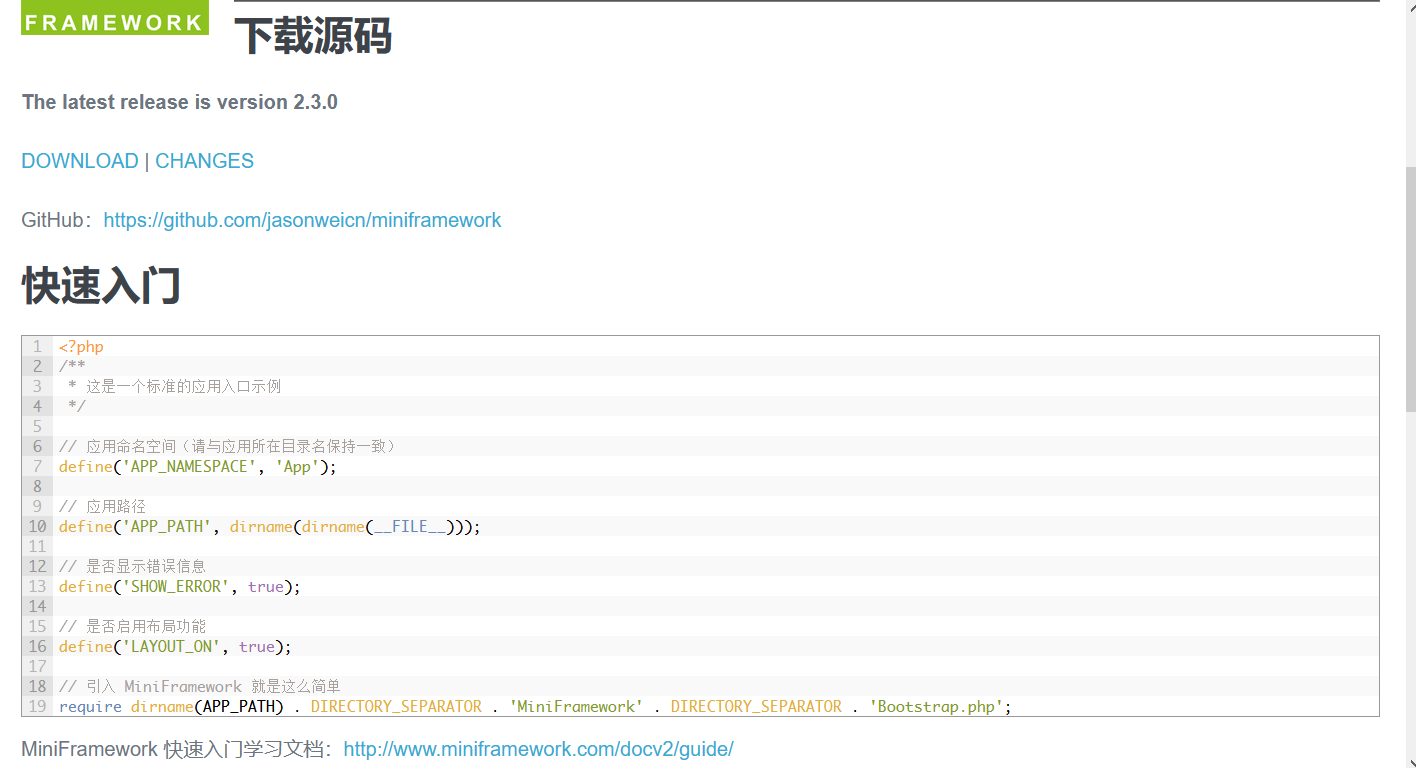 FRAMEWORK
下载源码
The latest release is version 2.3.0
DOWNLOAD | CHANGES
GitHub：https://github.com/jasonweicn/miniframework
快速入门
1 <?php
2 /**
3  * 这是一个标准的应用入口示例
4  */
5
6 // 应用命名空间（请与应用所在目录名保持一致）
7 define('APP_NAMESPACE', 'App');
8
9 // 应用路径
10 define('APP_PATH', dirname(dirname(__FILE__)));
11
12 // 是否显示错误信息
13 define('SHOW_ERROR', true);
14
15 // 是否启用布局功能
16 define('LAYOUT_ON', true);
17
18 // 引入 MiniFramework 就是这么简单
19 require dirname(APP_PATH) . DIRECTORY_SEPARATOR . 'MiniFramework' . DIRECTORY_SEPARATOR . 'Bootstrap.php';
MiniFramework 快速入门学习文档：http://www.miniframework.com/docv2/guide/